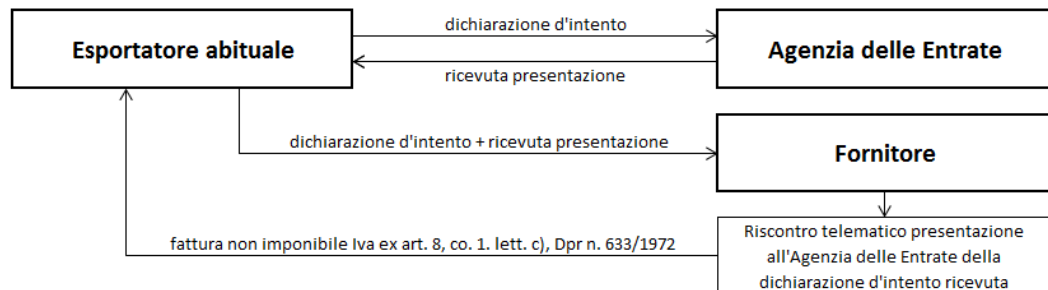 dichiarazione d'intento
Esportatore abituale
Agenzia delle Entrate
ricevuta presentazione
dichiarazione d'intento + ricevuta presentazione
Fornitore
fattura non imponibile Iva ex art. 8, co. 1. lett. c), Dpr n. 633/1972
Riscontro telematico presentazione
all'Agenzia delle Entrate della
dichiarazione d'intento ricevuta